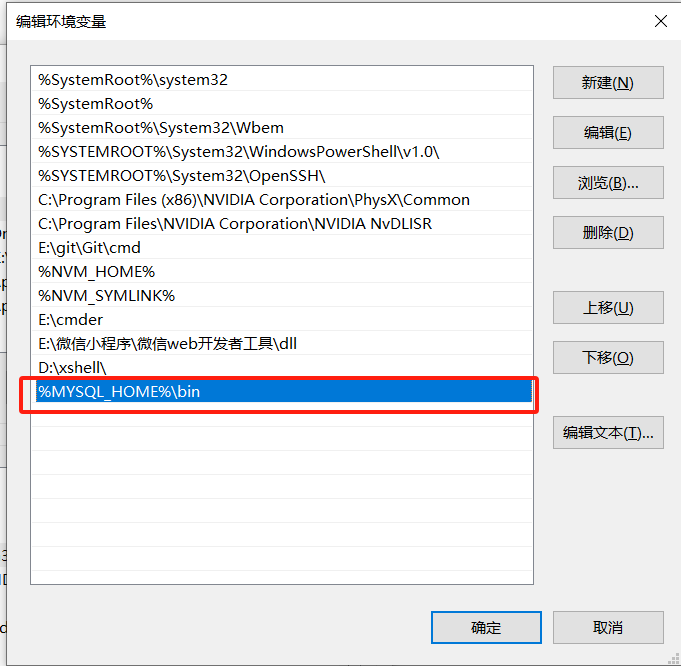 编辑环境变量
%SystemRoot%\system32
%SystemRoot%
%SystemRoot%\System32\Wbem
%SYSTEMROOT%\System32\WindowsPowerShell\v1.0\
%SYSTEMROOT%\System32\OpenSSH\
C:\Program Files (x86)\NVIDIA Corporation\PhysX\Common
C:\Program Files\NVIDIA Corporation\NVIDIA NvDLISR
E:\git\Git\cmd
%NVM_HOME%
%NVM_SYMLINK%
E:\cmder
E:\微信小程序\微信web开发者工具\dll
D:\xshell\
%MYSQL_HOME%\bin
新建(N)
编辑(E)
浏览(B)...
删除(D)
上移(U)
下移(O)
编辑文本(T)...
确定
取消